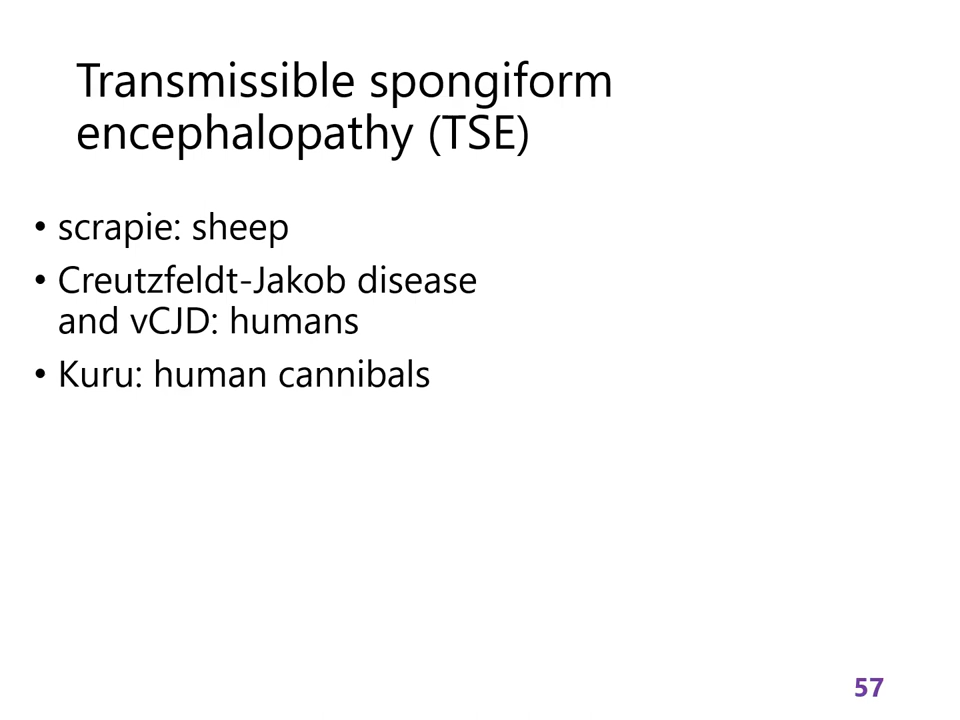 Transmissible spongiform
encephalopathy (TSE)
• scrapie: sheep
• Creutzfeldt-Jakob disease
and vCJD: humans
• Kuru: human cannibals
57